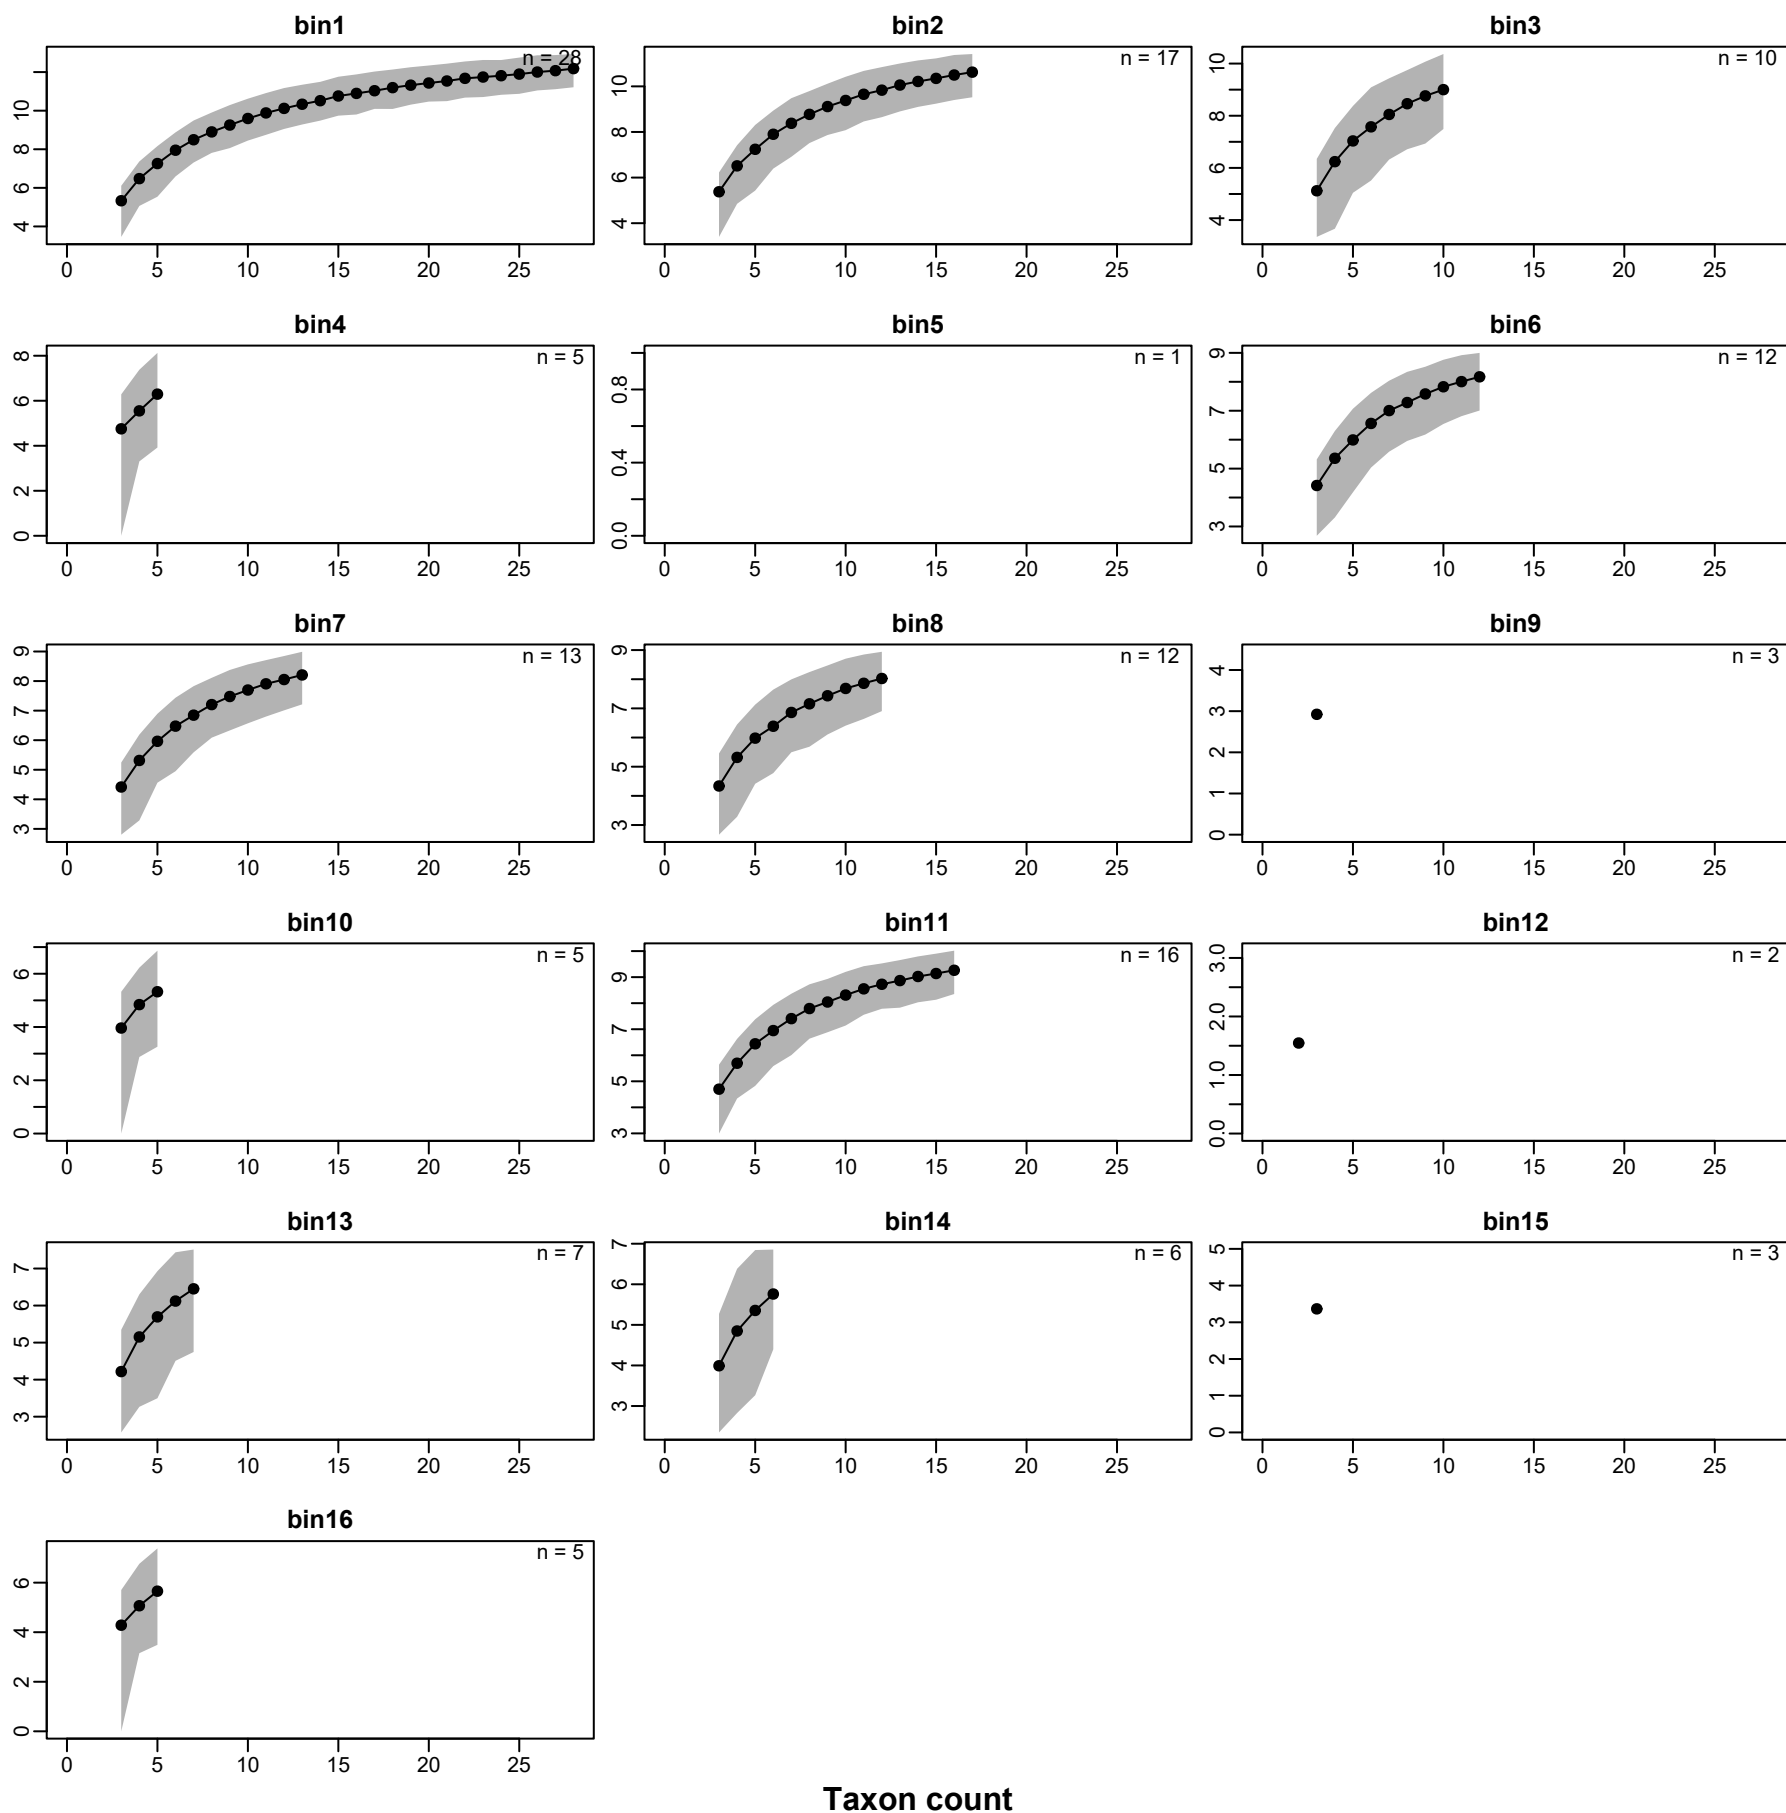 bin1 bin2 bin3
n = 28 n = 17 n = 10
4 6 8 10
4 6 8 10
4 6 8 10
0 5 10 15 20 25 0 5 10 15 20 25 0 5 10 15 20 25
bin4 bin5 bin6
n = 5 n = 1 n = 12
0 2 4 6 8
0.0 0.4 0.8
3 5 7 9
0 5 10 15 20 25 0 5 10 15 20 25 0 5 10 15 20 25
bin7 bin8 bin9
n = 13 n = 12 n = 3
3 4 5 6 7 8 9
3 5 7 9
0 1 2 3 4
0 5 10 15 20 25 0 5 10 15 20 25 0 5 10 15 20 25
bin10 bin11 bin12
n = 5 n = 16 n = 2
0 2 4 6
3 5 7 9
0.0 1.0 2.0 3.0
0 5 10 15 20 25 0 5 10 15 20 25 0 5 10 15 20 25
bin13 bin14 bin15
n = 7 n = 6 n = 3
3 4 5 6 7
3 4 5 6 7
0 1 2 3 4 5
0 5 10 15 20 25 0 5 10 15 20 25 0 5 10 15 20 25
bin16
n = 5
0 2 4 6
0 5 10 15 20 25
Taxon count